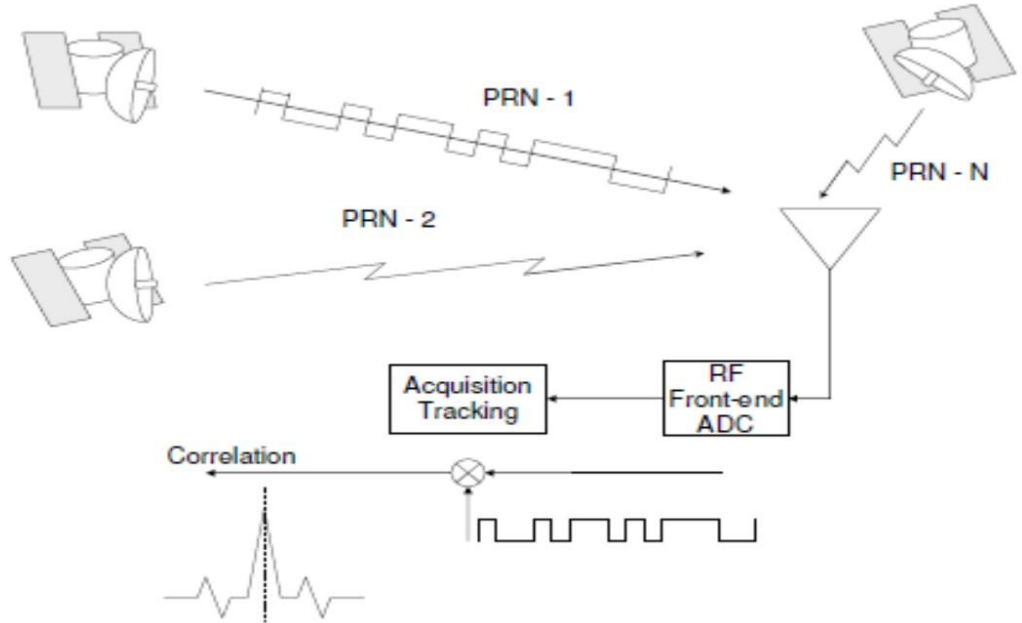 PRN - 1
PRN - N
PRN - 2
RF
Front-end
ADC
Acquisition
Tracking
Correlation